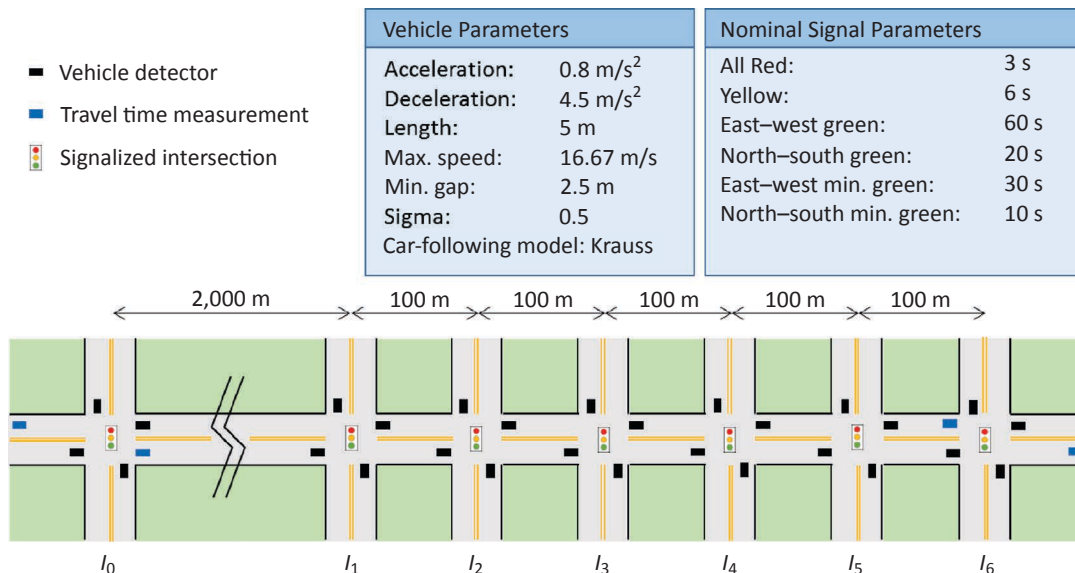 Vehicle detector
Travel time measurement
Signalized intersection
Vehicle Parameters
Acceleration: 0.8 m/s²
Deceleration: 4.5 m/s²
Length: 5 m
Max. speed: 16.67 m/s
Min. gap: 2.5 m
Sigma: 0.5
Car-following model: Krauss
Nominal Signal Parameters
All Red: 3 s
Yellow: 6 s
East–west green: 60 s
North–south green: 20 s
East–west min. green: 30 s
North–south min. green: 10 s
2,000 m 100 m 100 m 100 m 100 m 100 m
I₀ I₁ I₂ I₃ I₄ I₅ I₆